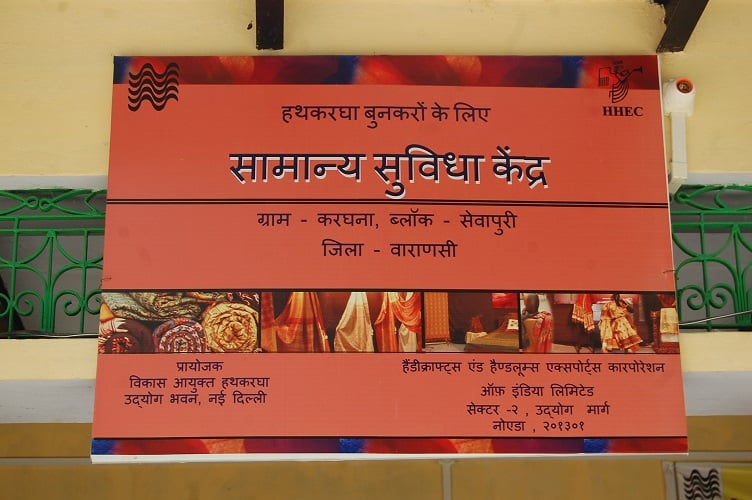 HHEC
हथकरघा बुनकरों के लिए
सामान्य सुविधा केंद्र
ग्राम - करघना, ब्लॉक - सेवापुरी
जिला - वाराणसी
प्रायोजक
विकास आयुक्त हथकरघा
उद्योग भवन, नई दिल्ली
हैंडीक्राफ्ट्स एंड हैण्डलूम्स एक्सपोर्टस कारपोरेशन
ऑफ़ इंडिया लिमिटेड
सेक्टर -२ , उद्योग मार्ग
नोएडा , २०१३०१